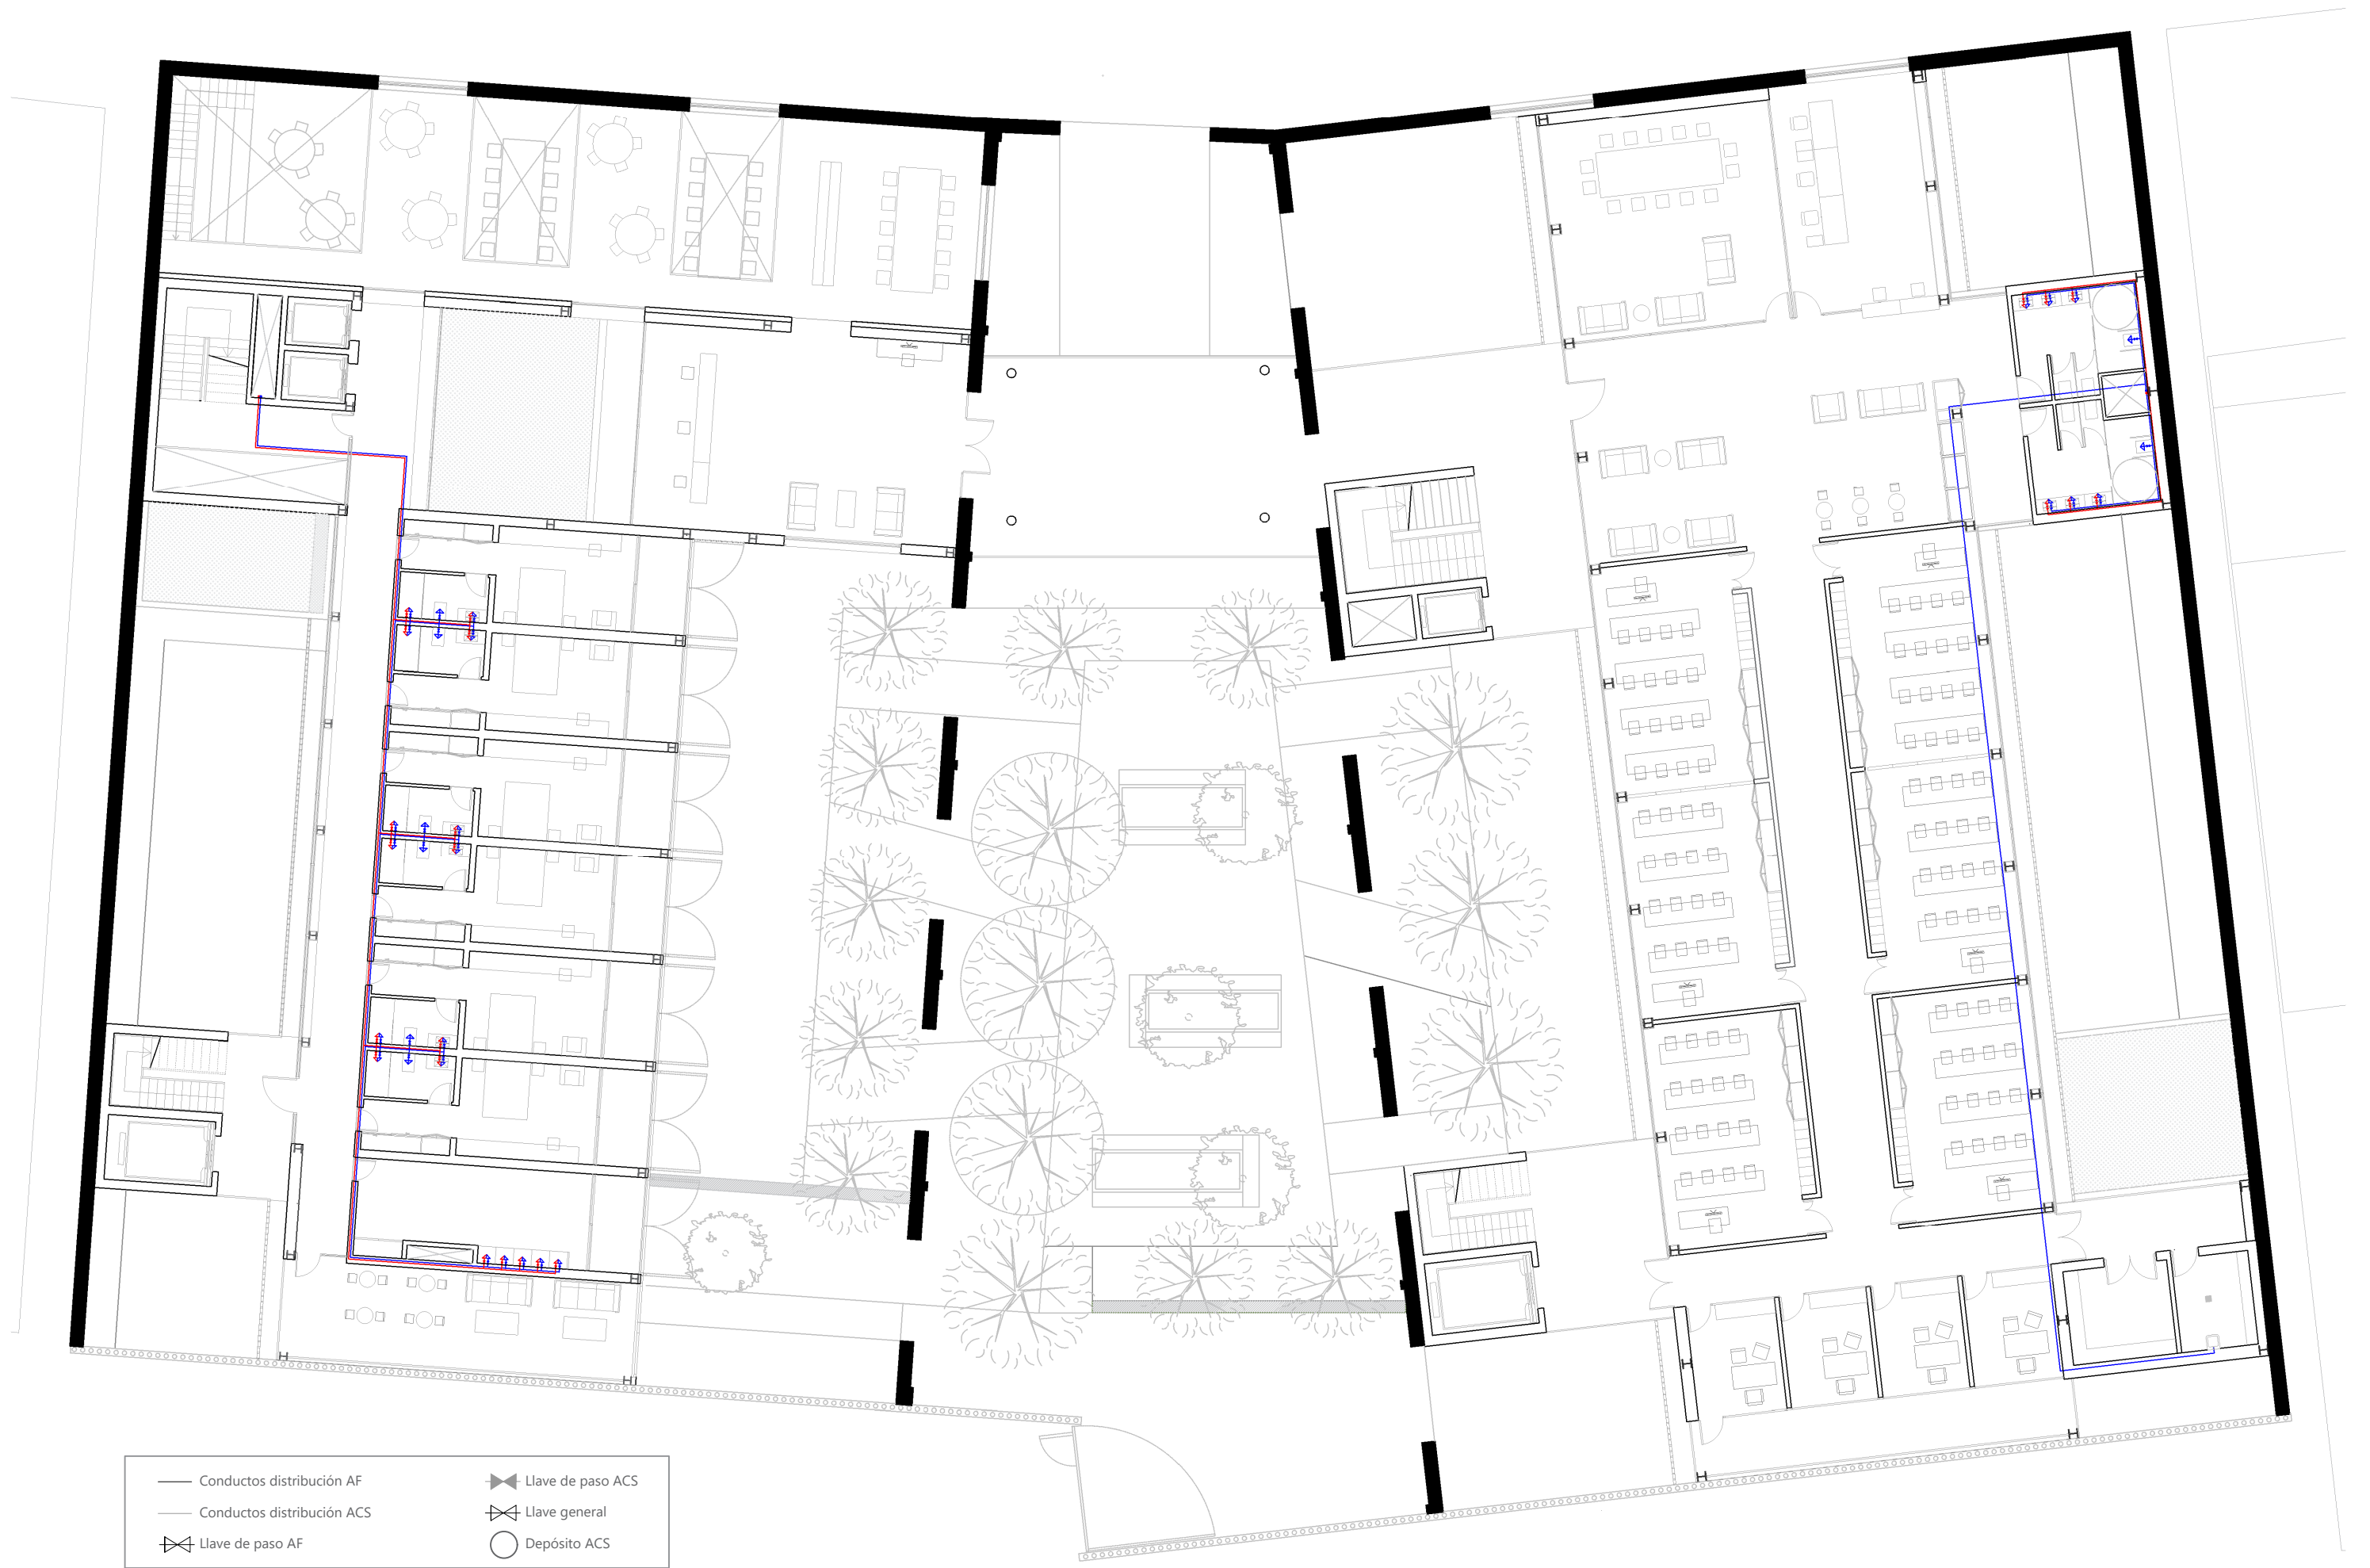 Conductos distribución AF
Conductos distribución ACS
Llave de paso AF
Llave de paso ACS
Llave general
Depósito ACS